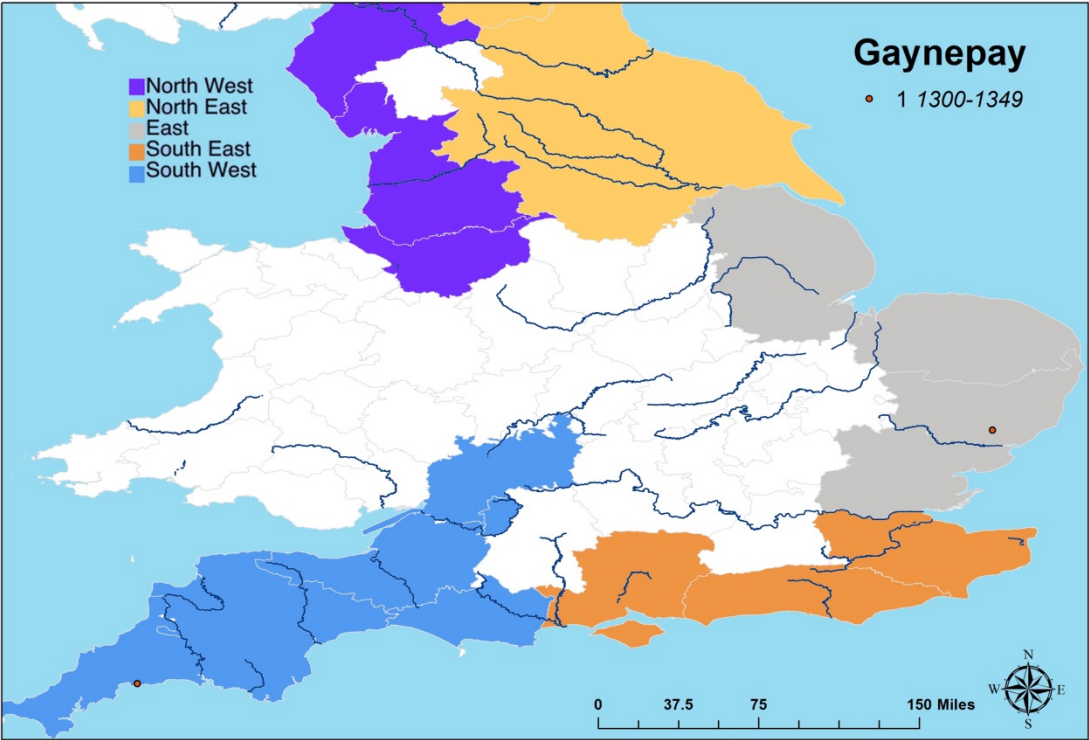 Gaynepay
1 1300-1349
North West
North East
East
South East
South West
N
W E
S
0 37.5 75 150 Miles